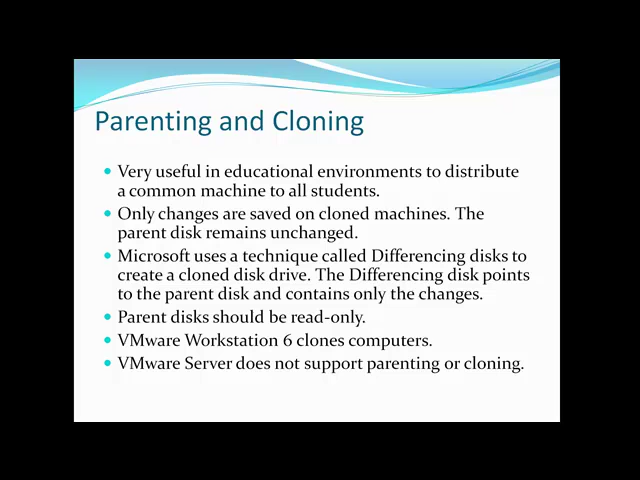 Parenting and Cloning
• Very useful in educational environments to distribute
a common machine to all students.
• Only changes are saved on cloned machines. The
parent disk remains unchanged.
• Microsoft uses a technique called Differencing disks to
create a cloned disk drive. The Differencing disk points
to the parent disk and contains only the changes.
• Parent disks should be read-only.
• VMware Workstation 6 clones computers.
• VMware Server does not support parenting or cloning.